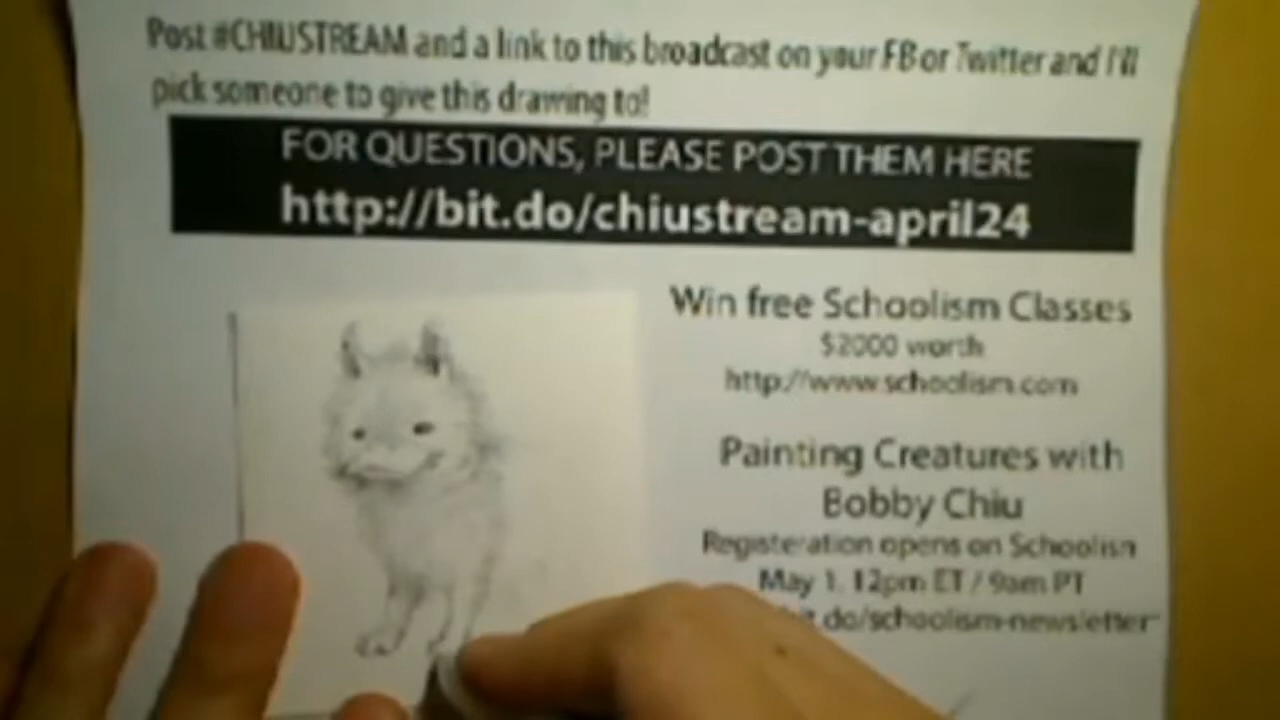 Post #CHIUSTREAM and a link to this broadcast on your FB or Twitter and I'll
pick someone to give this drawing to!
FOR QUESTIONS, PLEASE POST THEM HERE
http://bit.do/chiustream-april24
Win free Schoolism Classes
$2000 worth
http://www.schoolism.com
Painting Creatures with
Bobby Chiu
Registeration opens on Schoolism
May 1, 12pm ET / 9am PT
bit.do/schoolism-newsletter